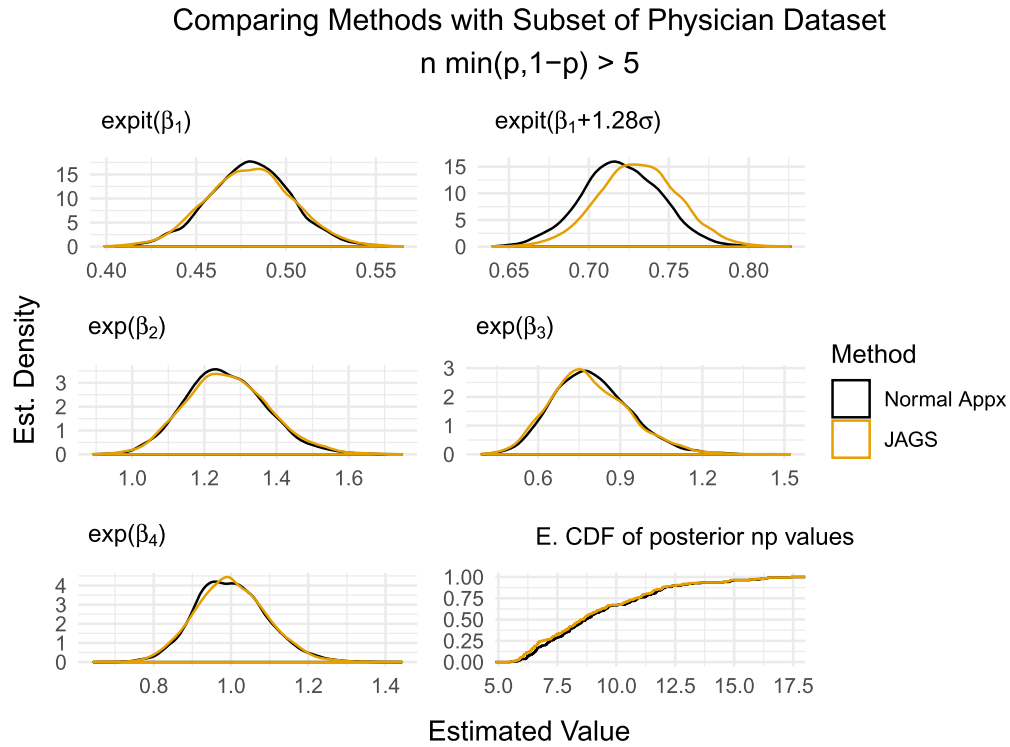 Comparing Methods with Subset of Physician Dataset
n min(p,1−p) > 5
expit(β₁)
15
10
5
0
0.40 0.45 0.50 0.55
expit(β₁+1.28σ)
15
10
5
0
0.65 0.70 0.75 0.80
exp(β₂)
3
2
1
0
1.0 1.2 1.4 1.6
exp(β₃)
3
2
1
0
0.6 0.9 1.2 1.5
exp(β₄)
4
3
2
1
0
0.8 1.0 1.2 1.4
E. CDF of posterior np values
1.00
0.75
0.50
0.25
0.00
5.0 7.5 10.0 12.5 15.0 17.5
Est. Density
Estimated Value
Method
Normal Appx
JAGS